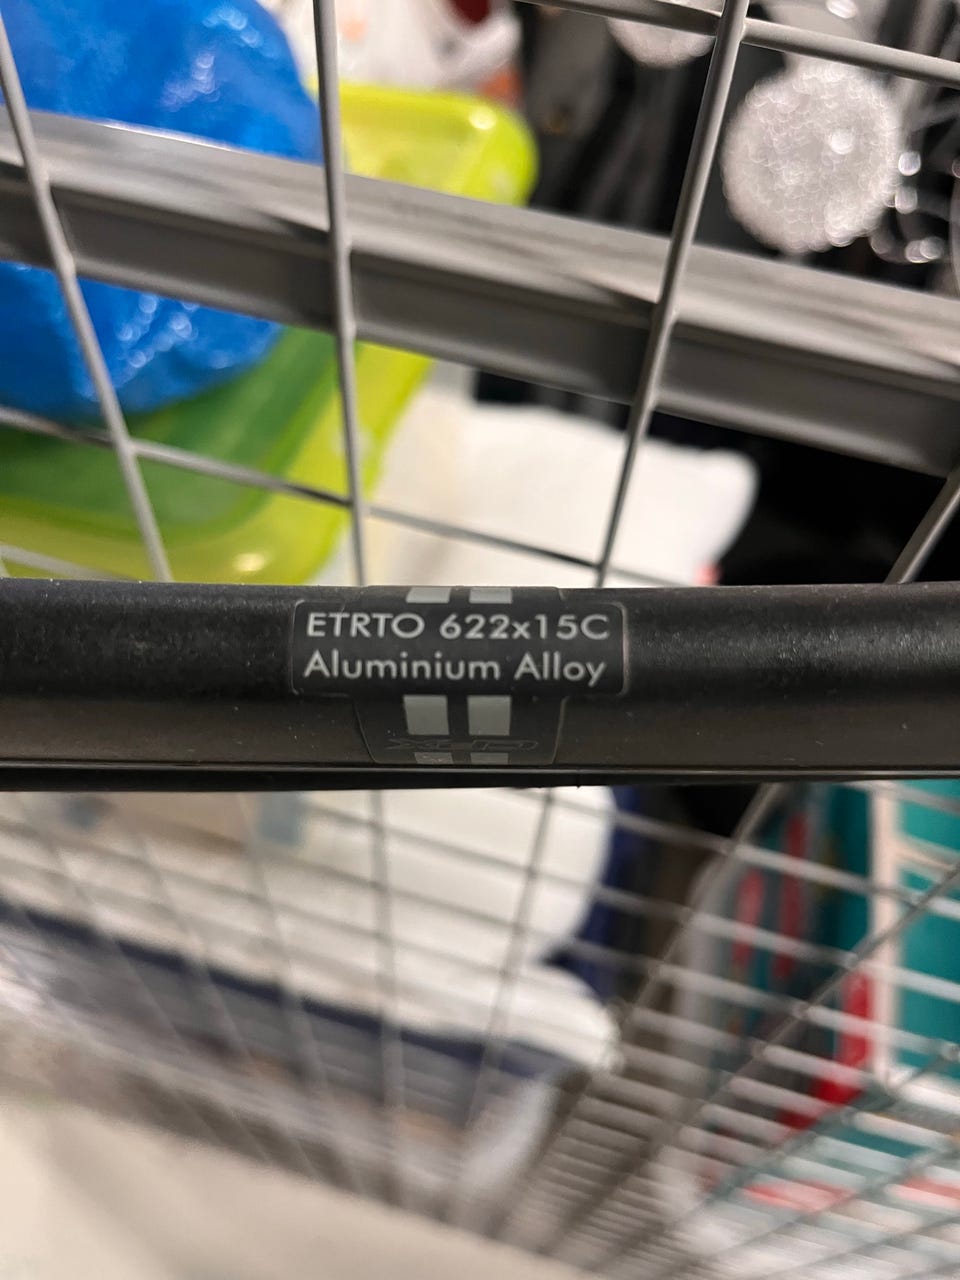 ETRTO 622x15C
Aluminium Alloy